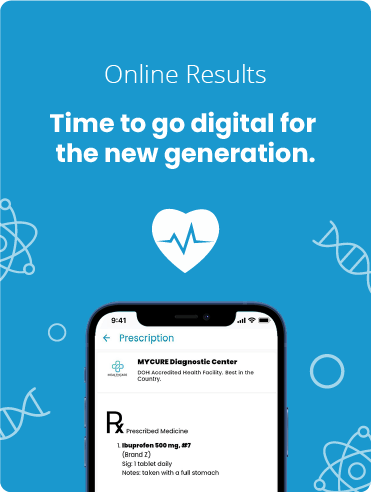 Online Results
Time to go digital for
the new generation.
9:41
Prescription
MYCURE Diagnostic Center
DOH Accredited Health Facility. Best in the
Country.
Rx Prescribed Medicine
1. Ibuprofen 500 mg, #7
(Brand Z)
Sig: 1 tablet daily
Notes: taken with a full stomach